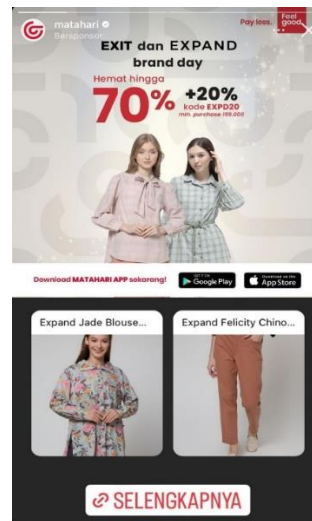 matahari
Bersponsor
Pay less.
Feel good.
EXIT dan EXPAND
brand day
Hemat hingga
70% +20%
kode EXPD20
min. purchase 199.000
Download MATAHARI APP sekarang!
GET IT ON
Google Play
Download on the
App Store
Expand Jade Blouse...
Expand Felicity Chino...
SELENGKAPNYA